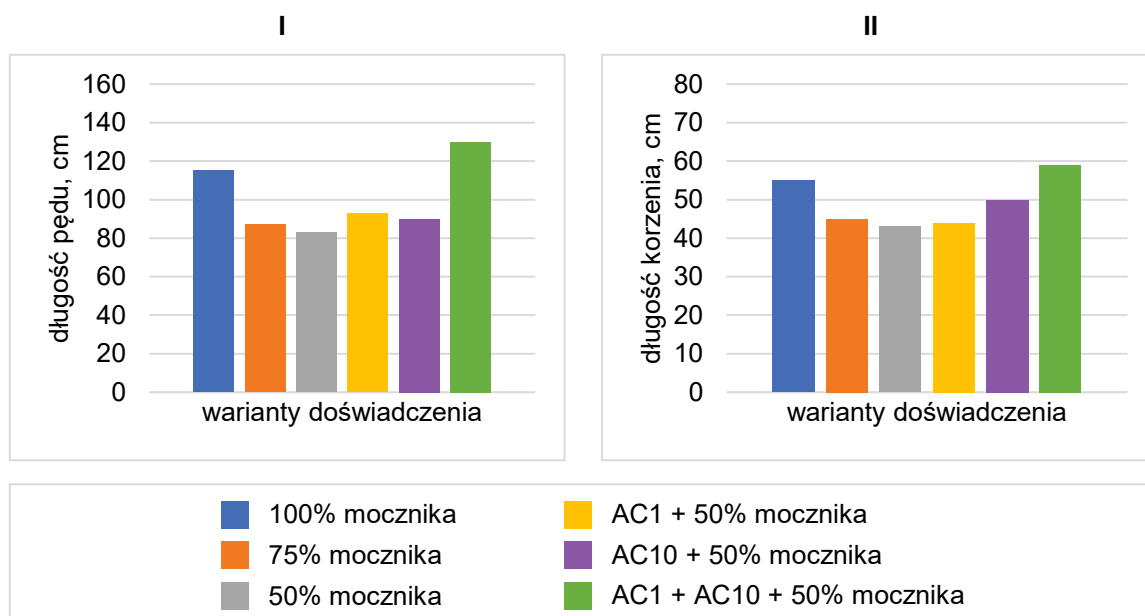 I
długość pędu, cm
160
140
120
100
80
60
40
20
0
warianty doświadczenia
II
długość korzenia, cm
80
70
60
50
40
30
20
10
0
warianty doświadczenia
100% mocznika
75% mocznika
50% mocznika
AC1 + 50% mocznika
AC10 + 50% mocznika
AC1 + AC10 + 50% mocznika